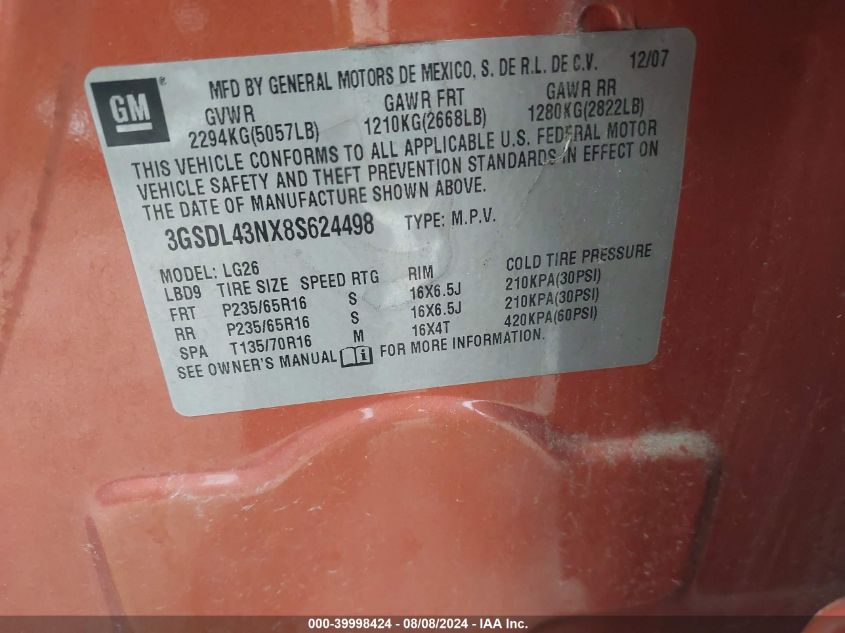 GM ®
MFD BY GENERAL MOTORS DE MEXICO, S. DE R.L. DE C.V. 12/07
GVWR GAWR FRT GAWR RR
2294KG(5057LB) 1210KG(2668LB) 1280KG(2822LB)
THIS VEHICLE CONFORMS TO ALL APPLICABLE U.S. FEDERAL MOTOR
VEHICLE SAFETY AND THEFT PREVENTION STANDARDS IN EFFECT ON
THE DATE OF MANUFACTURE SHOWN ABOVE.
3GSDL43NX8S624498 TYPE: M.P.V.
MODEL: LG26
LBD9 TIRE SIZE SPEED RTG RIM COLD TIRE PRESSURE
FRT P235/65R16 S 16X6.5J 210KPA(30PSI)
RR P235/65R16 S 16X6.5J 210KPA(30PSI)
SPA T135/70R16 M 16X4T 420KPA(60PSI)
SEE OWNER'S MANUAL i FOR MORE INFORMATION.
000-39998424 - 08/08/2024 - IAA Inc.